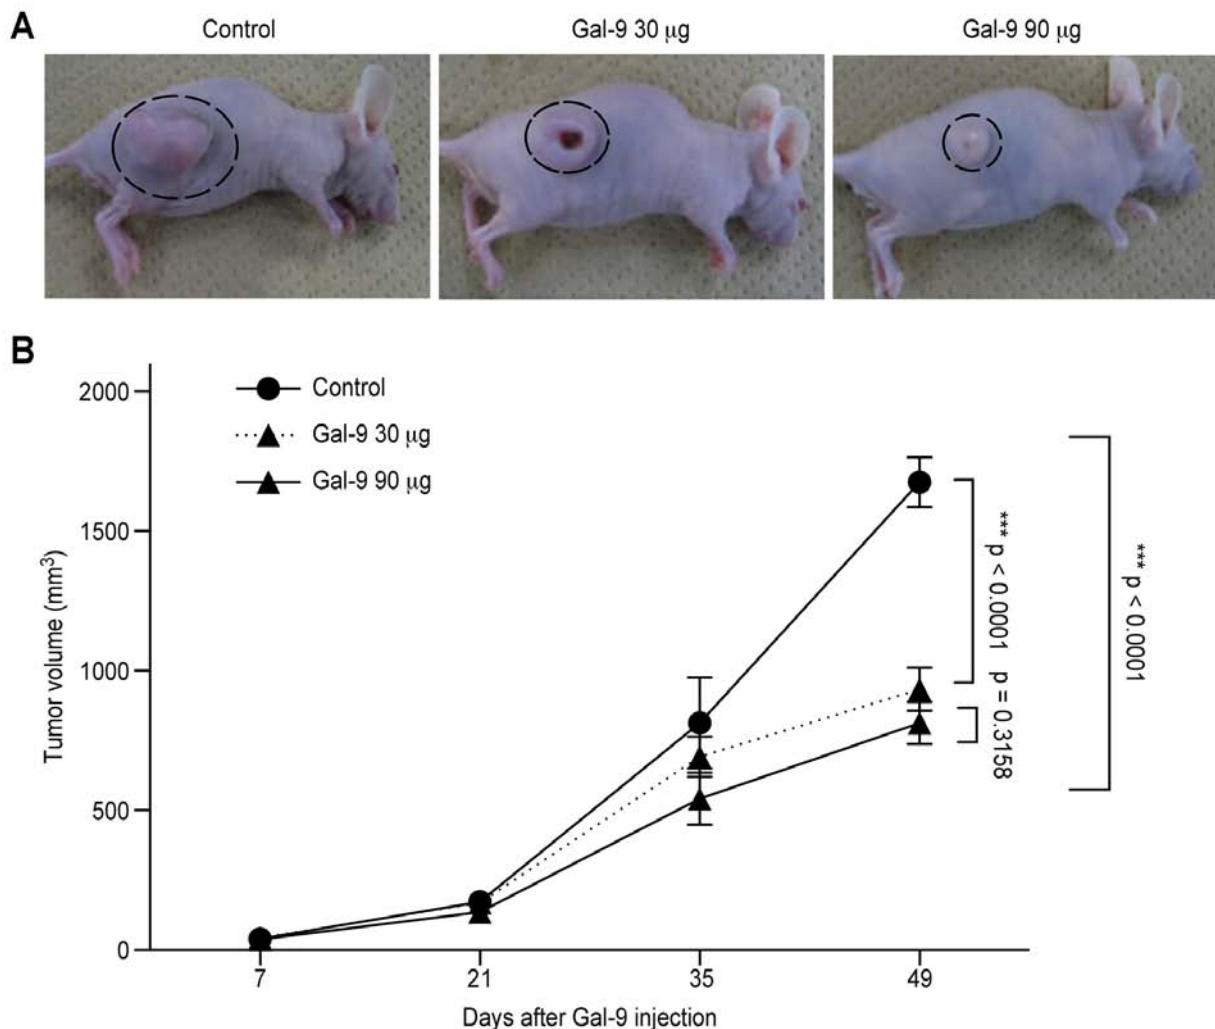 A
Control
Gal-9 30 μg
Gal-9 90 μg
B
Control
Gal-9 30 μg
Gal-9 90 μg
Tumor volume (mm³)
2000
1500
1000
500
0
7
21
35
49
Days after Gal-9 injection
*** p < 0.0001
p = 0.3158
*** p < 0.0001